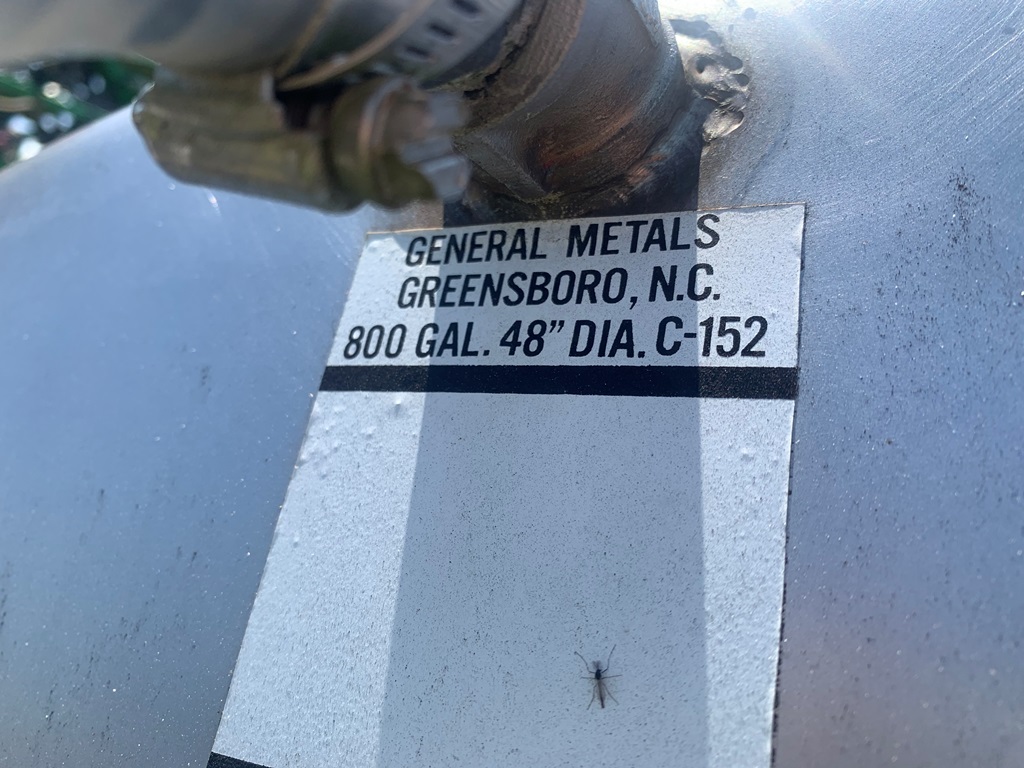 GENERAL METALS
GREENSBORO, N.C.
800 GAL. 48" DIA. C-152